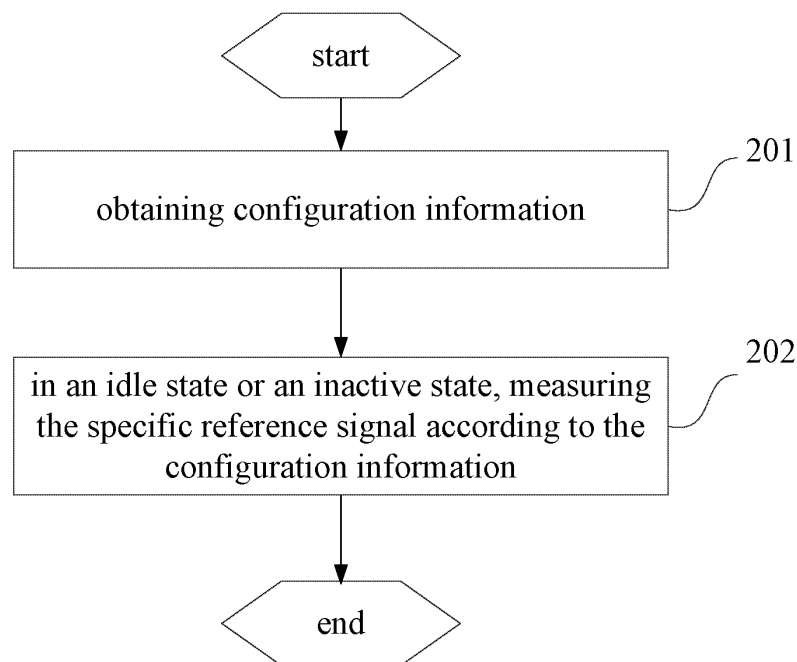 start
201
obtaining configuration information
202
in an idle state or an inactive state, measuring
the specific reference signal according to the
configuration information
end